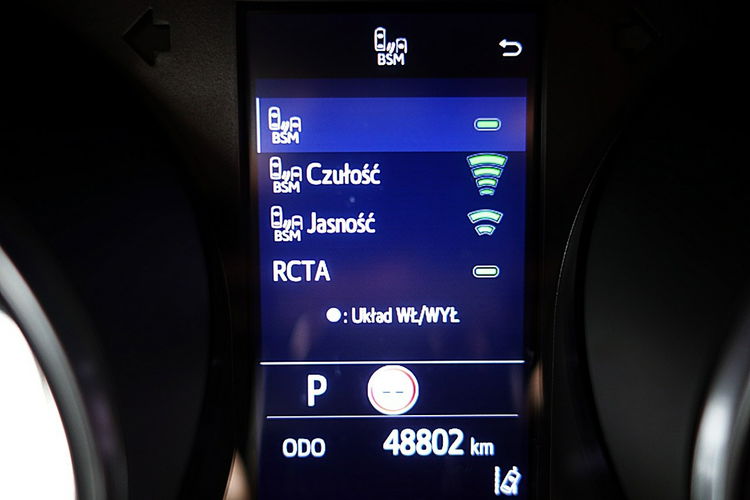 BSM
BSM
BSM Czułość
BSM Jasność
RCTA
: Układ WŁ/WYŁ
P --
ODO 48802 km